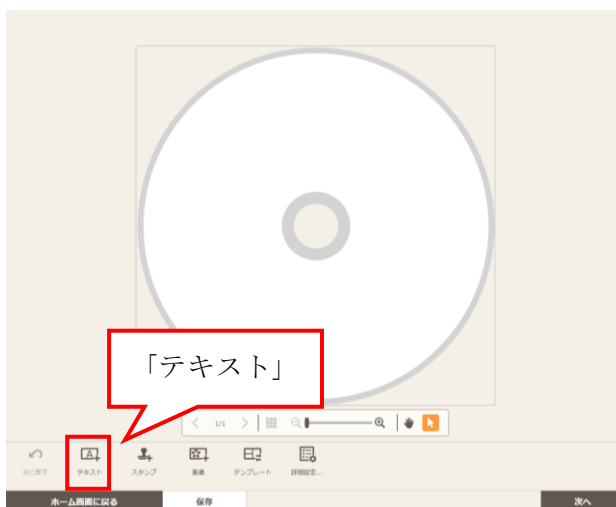 「テキスト」
1/1
元に戻す テキスト スタンプ 画像 テンプレート 詳細設定...
ホーム画面に戻る 保存 次へ